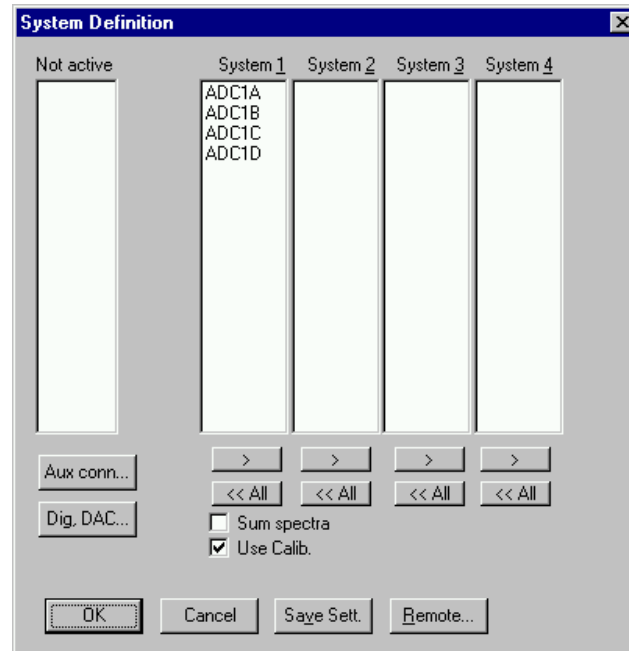 System Definition
Not active System 1 System 2 System 3 System 4
ADC1A
ADC1B
ADC1C
ADC1D
> > > >
Aux conn...
<< All << All << All << All
Dig, DAC...
Sum spectra
Use Calib.
OK Cancel Save Sett. Remote...